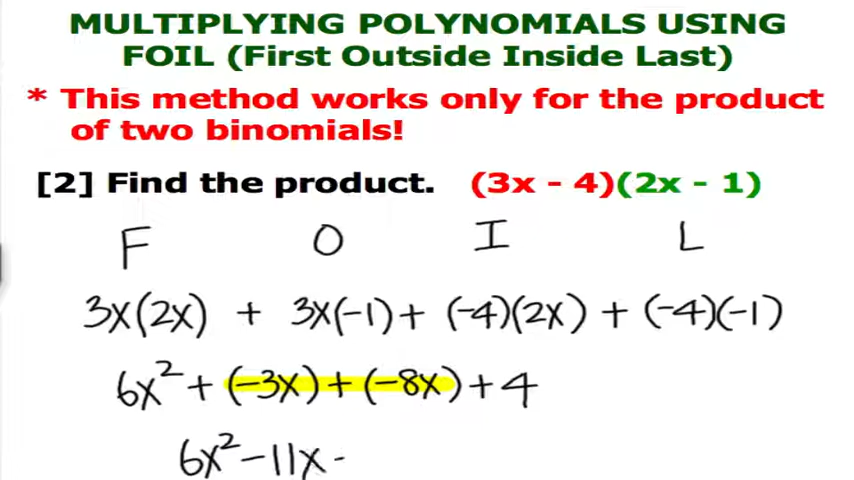 MULTIPLYING POLYNOMIALS USING
FOIL (First Outside Inside Last)
* This method works only for the product
of two binomials!
[2] Find the product. (3x - 4)(2x - 1)
F O I L
3x(2x) + 3x(-1) + (-4)(2x) + (-4)(-1)
6x² + (-3x) + (-8x) + 4
6x² - 11x -